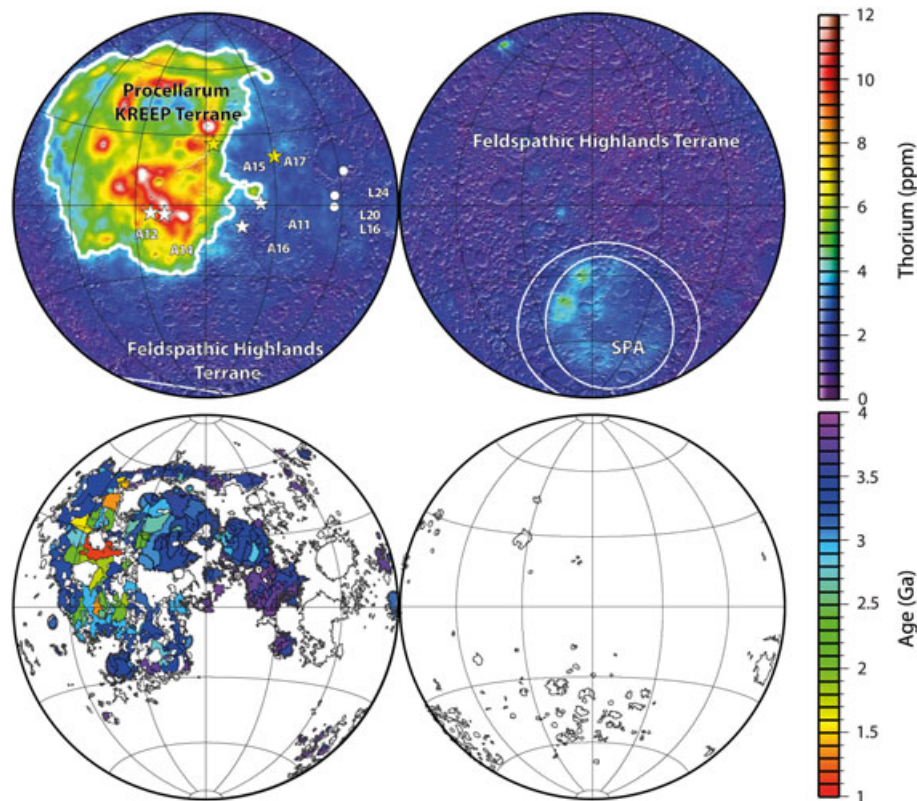 Procellarum
KREEP Terrane
A15
A17
L24
L20
L16
A12
A14
A16
A11
Feldspathic Highlands
Terrane
Feldspathic Highlands Terrane
SPA
12
10
8
6
4
2
0
Thorium (ppm)
4
3.5
3
2.5
2
1.5
1
Age (Ga)